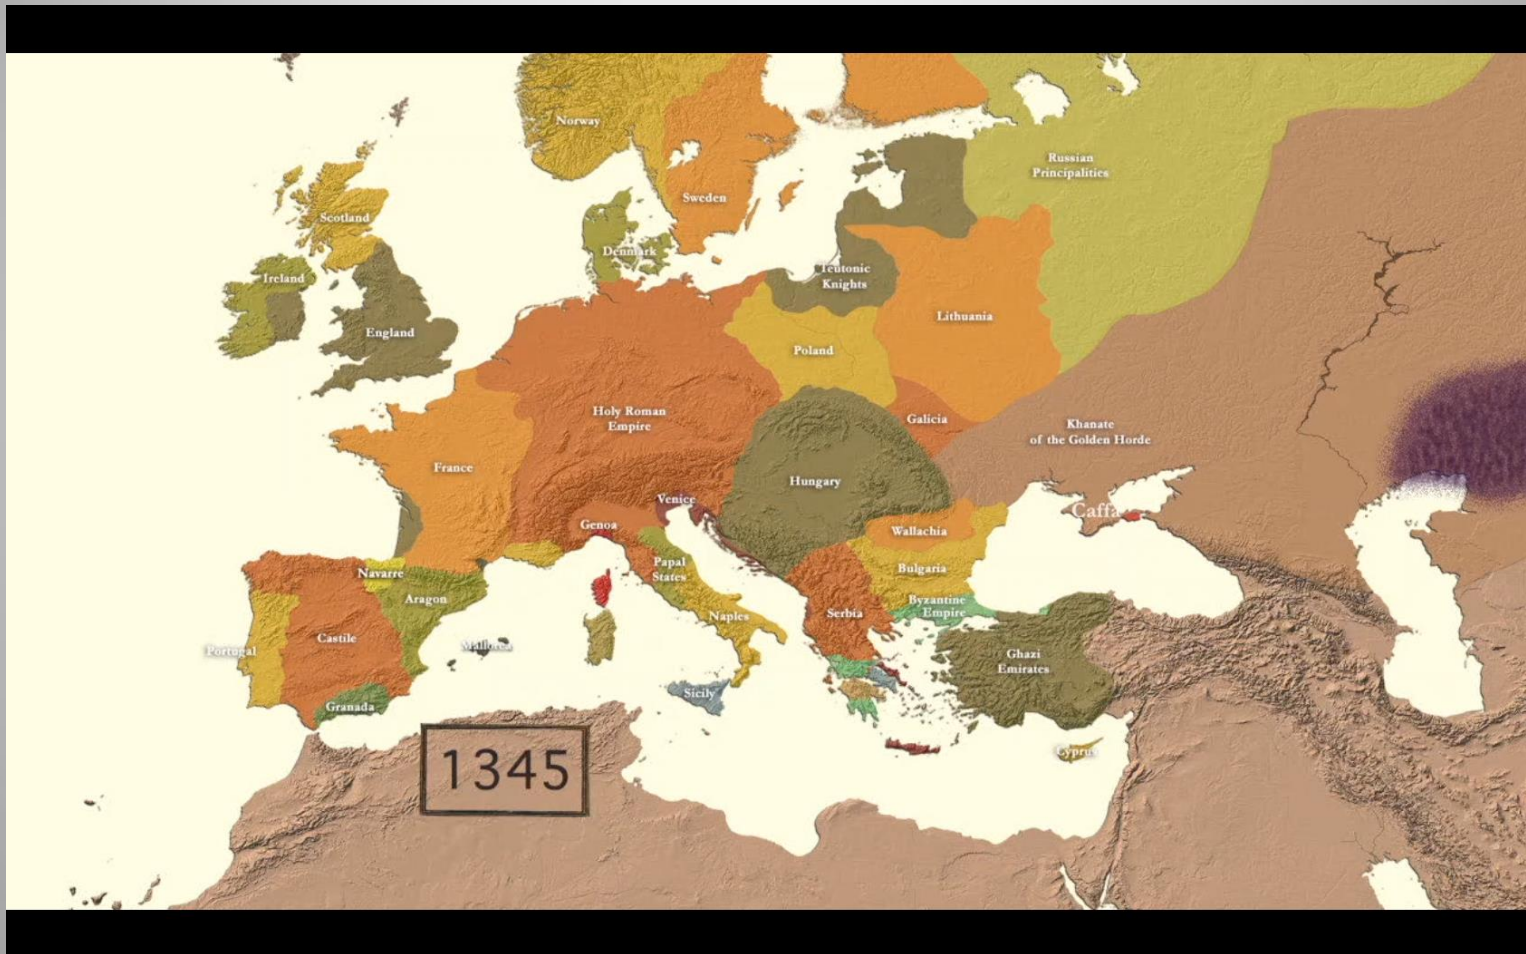 Norway
Russian
Principalities
Sweden
Scotland
Denmark
Ireland
Teutonic
Knights
Lithuania
England
Poland
Holy Roman
Empire
Galicia
Khanate
of the Golden Horde
France
Hungary
Venice
Caffa
Genoa
Wallachia
Navarre
Papal
States
Bulgaria
Aragon
Byzantine
Empire
Naples
Serbia
Castile
Mallorca
Portugal
Ghazi
Emirates
Sicily
Granada
Cyprus
1345